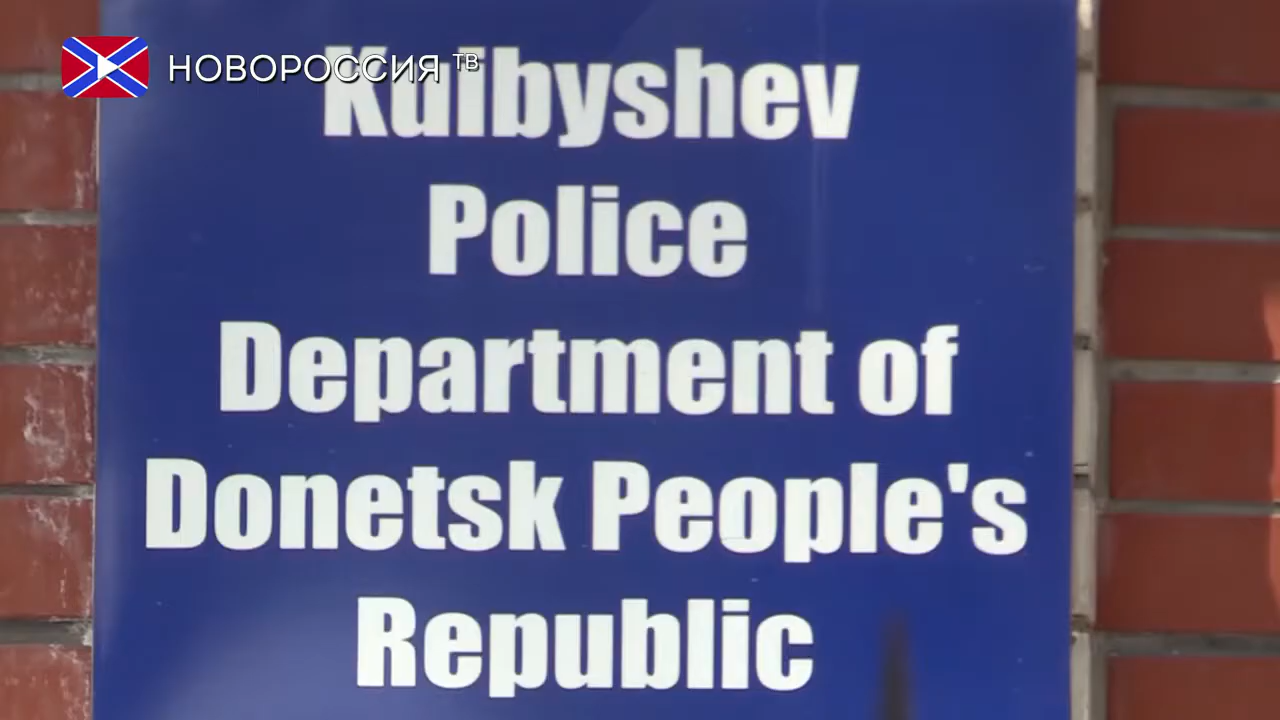 НОВОРОССИЯ ТВ
Kuibyshev
Police
Department of
Donetsk People's
Republic